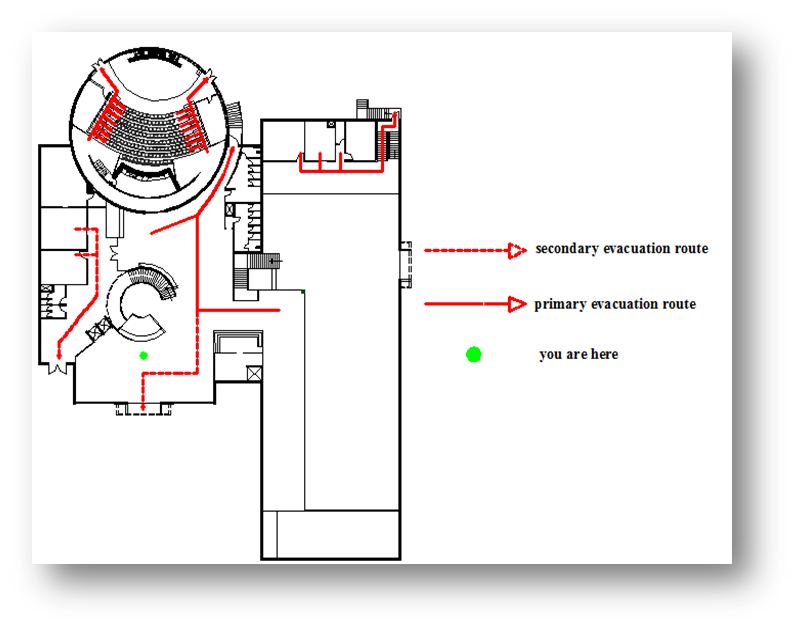 secondary evacuation route
primary evacuation route
you are here